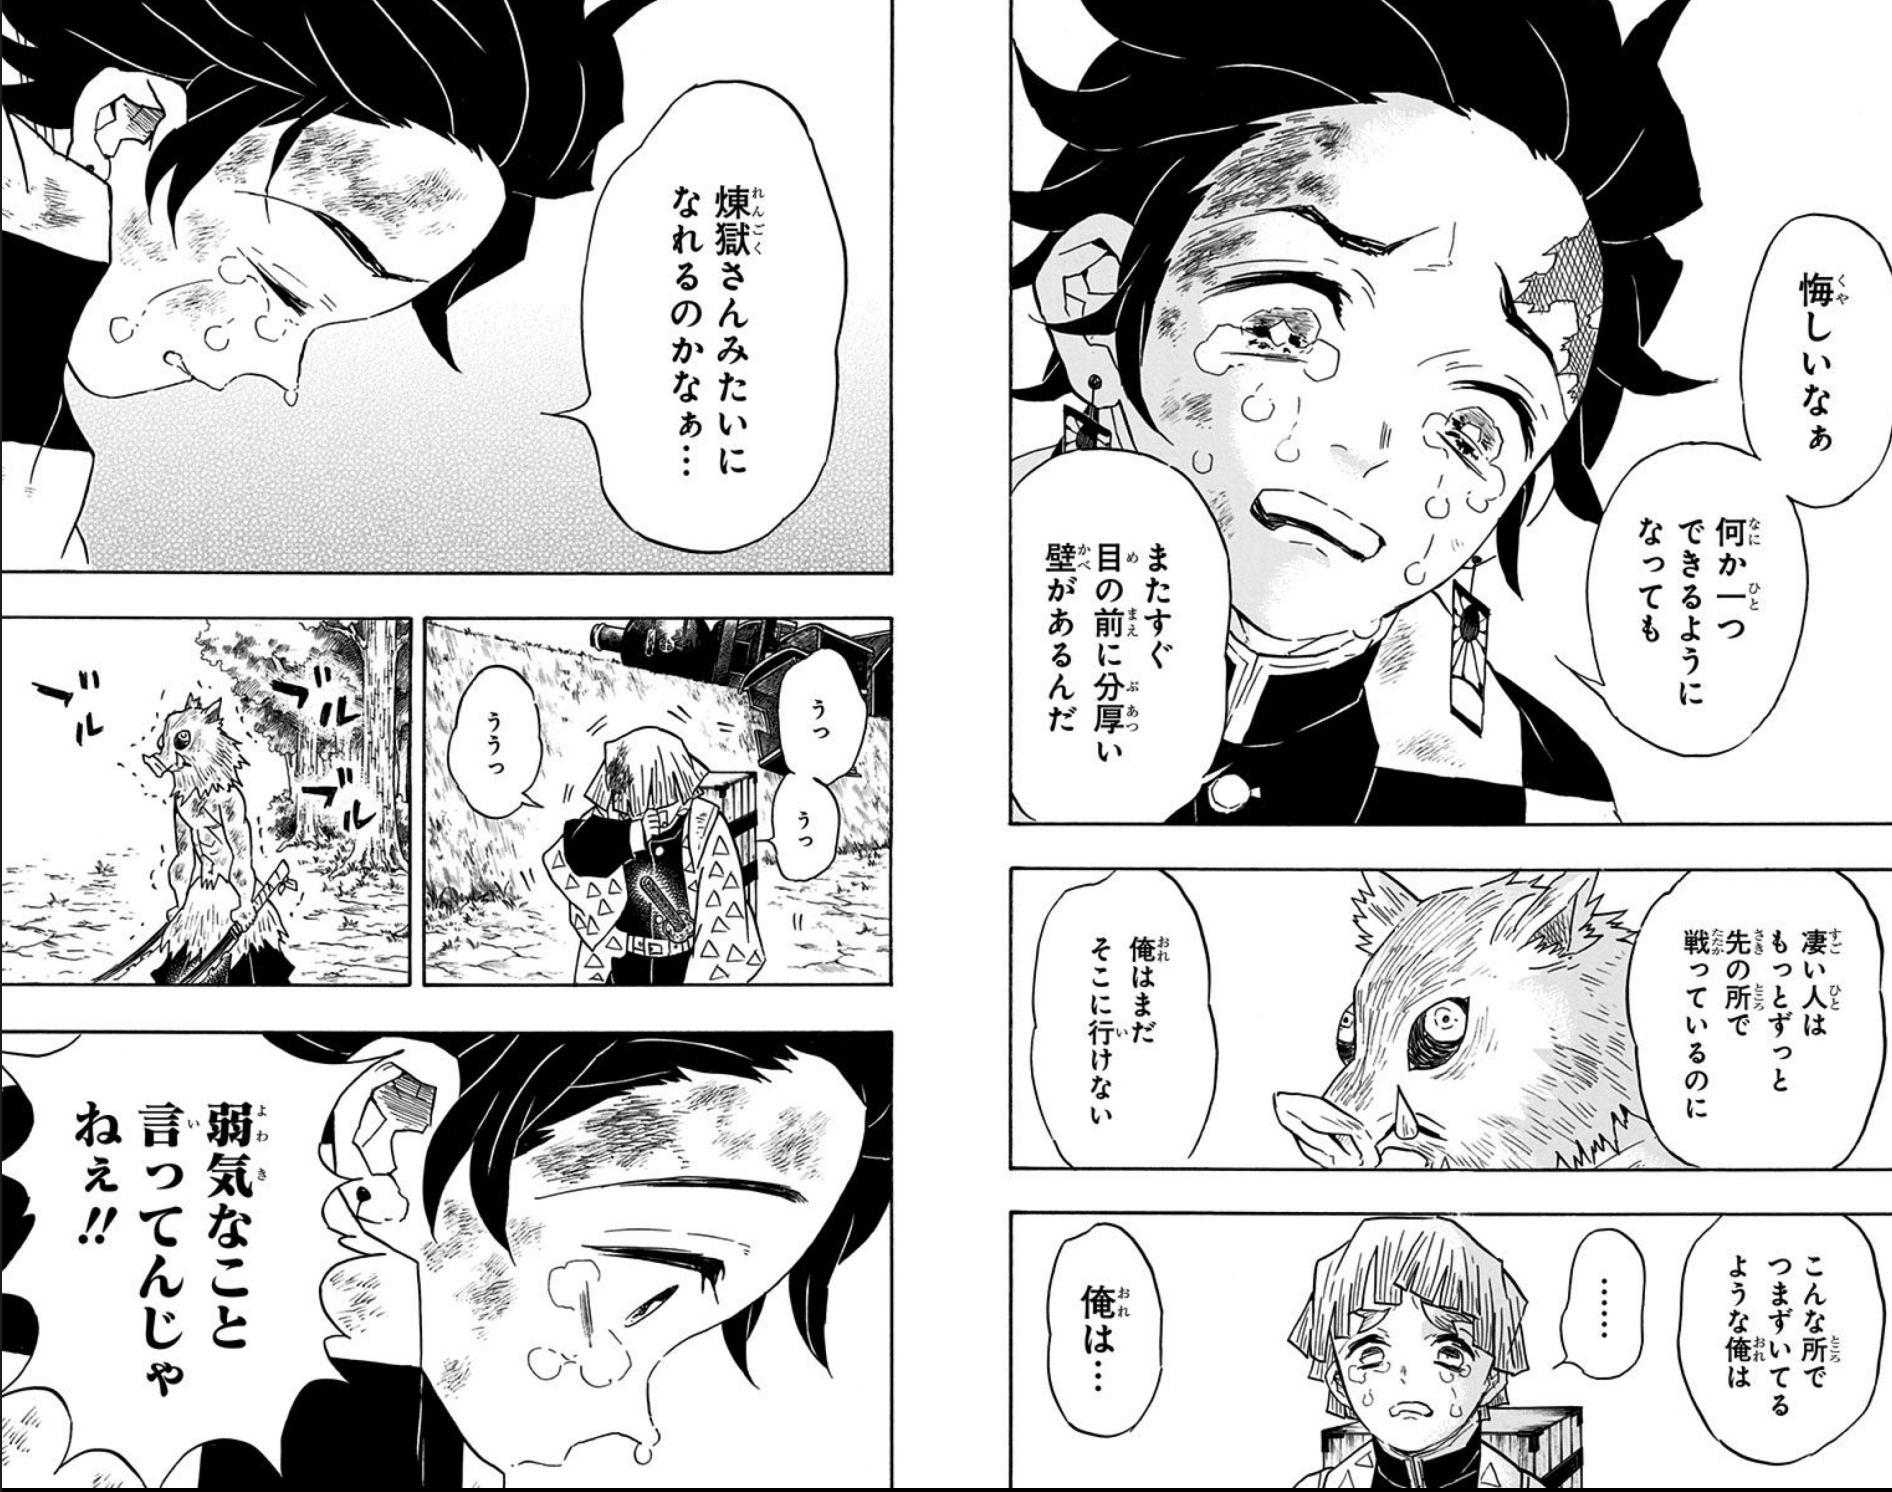 悔しいなぁ
何か一つ
できるように
なっても
またすぐ
目の前に分厚い
壁があるんだ
凄い人は
もっとずっと
先の所で
戦っているのに
俺はまだ
そこに行けない
こんな所で
つまずいてる
ような俺は
……
俺は…
煉獄さんみたいに
なれるのかなぁ…
うっ
うっ
ううっ
ブル
ブル
ブル
弱気なこと
言ってんじゃ
ねぇ!!